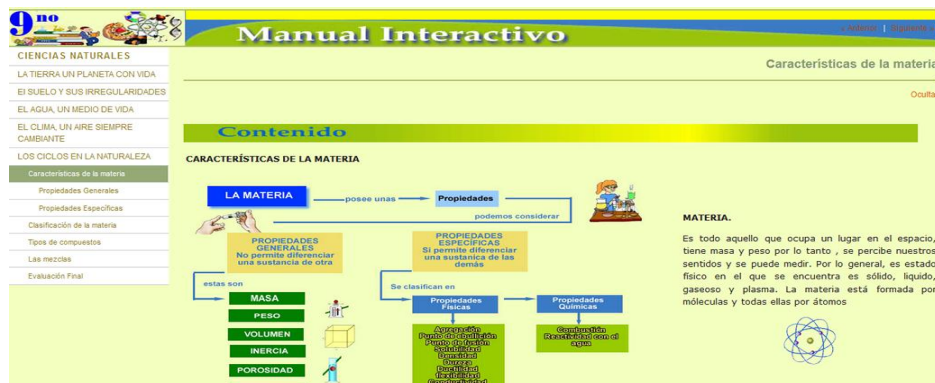 9no
Manual Interactivo
« Anterior | Siguiente »
CIENCIAS NATURALES
LA TIERRA UN PLANETA CON VIDA
El SUELO Y SUS IRREGULARIDADES
EL AGUA, UN MEDIO DE VIDA
EL CLIMA, UN AIRE SIEMPRE
CAMBIANTE
LOS CICLOS EN LA NATURALEZA
Características de la materia
Propiedades Generales
Propiedades Específicas
Clasificación de la materia
Tipos de compuestos
Las mezclas
Evaluación Final
Características de la materia
Oculta
Contenido
CARACTERÍSTICAS DE LA MATERIA
LA MATERIA
posee unas
Propiedades
podemos considerar
PROPIEDADES
GENERALES
No permite diferenciar
una sustancia de otra
PROPIEDADES
ESPECÍFICAS
Si permite diferenciar
una sustanica de las
demás
estas son
MASA
PESO
VOLUMEN
INERCIA
POROSIDAD
Se clasifican en
Propiedades
Físicas
Propiedades
Químicas
Agregación
Punto de ebullición
Punto de fusión
Solubilidad
Densidad
Dureza
Ductilidad
flexibilidad
Conductividad
Combustión
Reactividad con el
agua
MATERIA.
Es todo aquello que ocupa un lugar en el espacio,
tiene masa y peso por lo tanto , se percibe nuestros
sentidos y se puede medir. Por lo general, es estado
físico en el que se encuentra es sólido, liquido,
gaseoso y plasma. La materia está formada por
móleculas y todas ellas por átomos